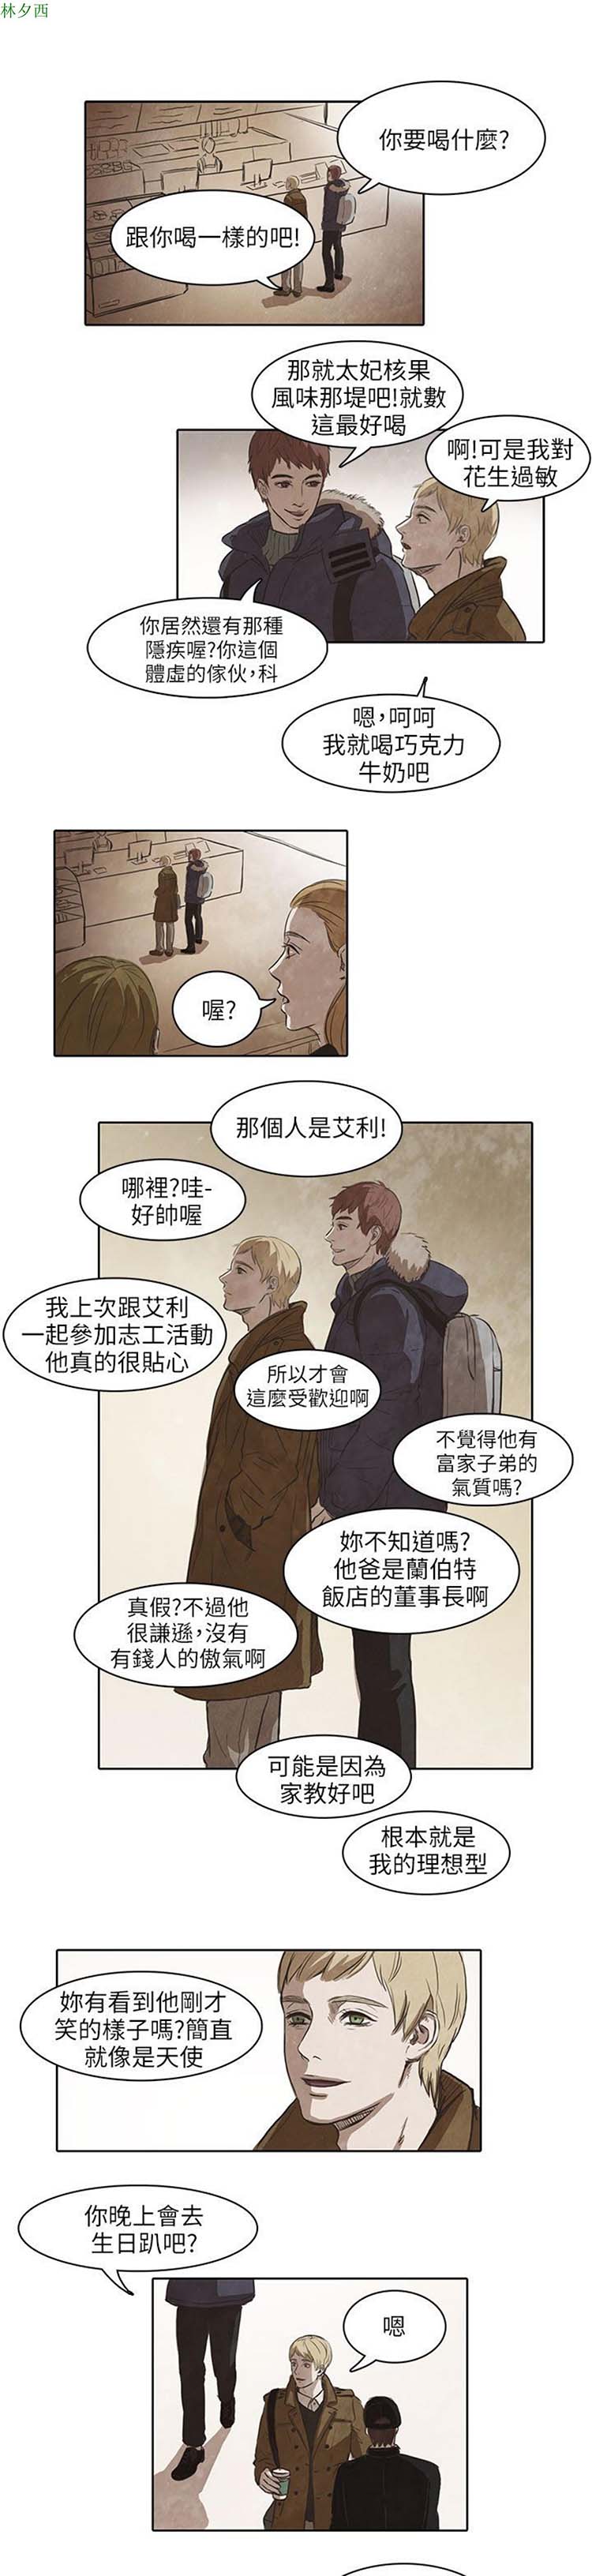 林夕西
你要喝什麼?
跟你喝一樣的吧!
那就太妃核果
風味那堤吧!就數
這最好喝
啊!可是我對
花生過敏
你居然還有那種
隱疾喔?你這個
體虛的傢伙,科
嗯,呵呵
我就喝巧克力
牛奶吧
喔?
那個人是艾利!
哪裡?哇-
好帥喔
我上次跟艾利
一起參加志工活動
他真的很貼心
所以才會
這麼受歡迎啊
不覺得他有
富家子弟的
氣質嗎?
妳不知道嗎?
他爸是蘭伯特
飯店的董事長啊
真假?不過他
很謙遜,沒有
有錢人的傲氣啊
可能是因為
家教好吧
根本就是
我的理想型
妳有看到他剛才
笑的樣子嗎?簡直
就像是天使
你晚上會去
生日趴吧?
嗯